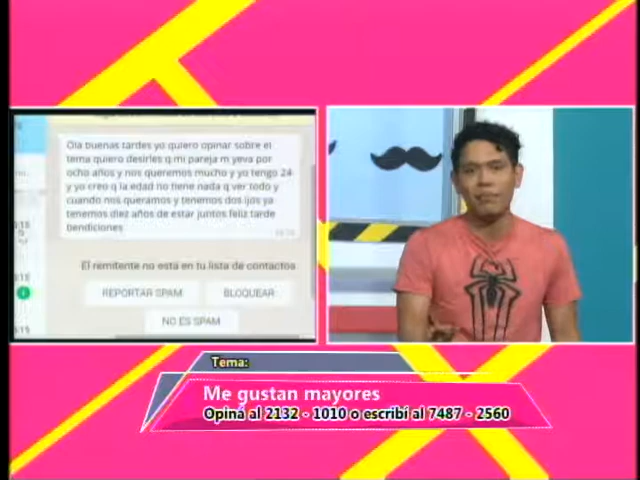 Ola buenas tardes yo quiero opinar sobre el
tema quiero desirles q mi pareja m yeva por
ocho años y nos queremos mucho y yo tengo 24
y yo creo q la edad no tiene nada q ver todo y
cuando nos queramos y tenemos dos ijos ya
tenemos diez años de estar juntos feliz tarde
bendiciones
El remitente no está en tu lista de contactos
REPORTAR SPAM
BLOQUEAR
NO ES SPAM
Tema:
Me gustan mayores
Opiná al 2132 - 1010 o escribí al 7487 - 2560